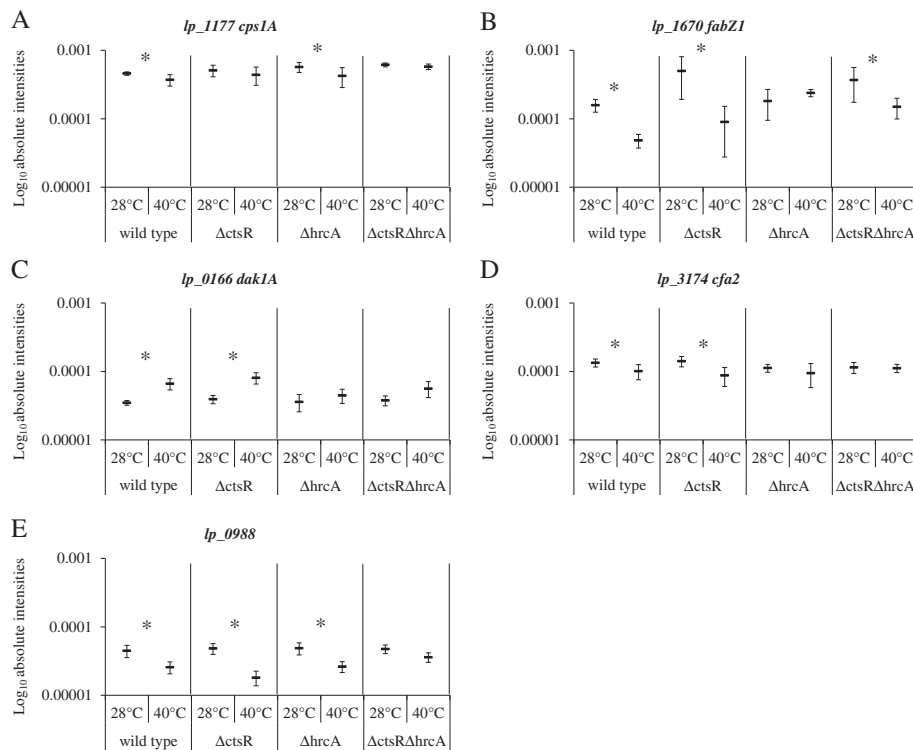 A
lp_1177 cps1A
Log10 absolute intensities
0.001
*
*
0.0001
0.00001
28°C 40°C 28°C 40°C 28°C 40°C 28°C 40°C
wild type ΔctsR ΔhrcA ΔctsRΔhrcA
B
lp_1670 fabZ1
Log10 absolute intensities
0.001
*
*
*
0.0001
0.00001
28°C 40°C 28°C 40°C 28°C 40°C 28°C 40°C
wild type ΔctsR ΔhrcA ΔctsRΔhrcA
C
lp_0166 dak1A
Log10 absolute intensities
0.001
*
*
0.0001
0.00001
28°C 40°C 28°C 40°C 28°C 40°C 28°C 40°C
wild type ΔctsR ΔhrcA ΔctsRΔhrcA
D
lp_3174 cfa2
Log10 absolute intensities
0.001
*
*
0.0001
0.00001
28°C 40°C 28°C 40°C 28°C 40°C 28°C 40°C
wild type ΔctsR ΔhrcA ΔctsRΔhrcA
E
lp_0988
Log10 absolute intensities
0.001
0.0001
*
*
*
0.00001
28°C 40°C 28°C 40°C 28°C 40°C 28°C 40°C
wild type ΔctsR ΔhrcA ΔctsRΔhrcA